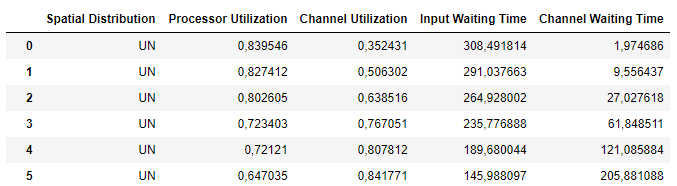 Spatial Distribution Processor Utilization Channel Utilization Input Waiting Time Channel Waiting Time
0 UN 0,839546 0,352431 308,491814 1,974686
1 UN 0,827412 0,506302 291,037663 9,556437
2 UN 0,802605 0,638516 264,928002 27,027618
3 UN 0,723403 0,767051 235,776888 61,848511
4 UN 0,72121 0,807812 189,680044 121,085884
5 UN 0,647035 0,841771 145,988097 205,881088